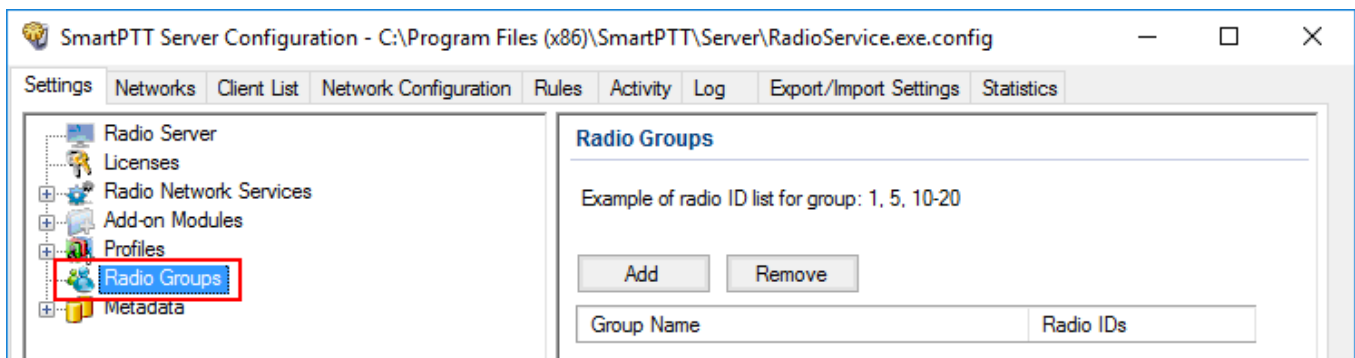 SmartPTT Server Configuration - C:\Program Files (x86)\SmartPTT\Server\RadioService.exe.config
Settings Networks Client List Network Configuration Rules Activity Log Export/Import Settings Statistics
Radio Server
Licenses
Radio Network Services
Add-on Modules
Profiles
Radio Groups
Metadata
Radio Groups
Example of radio ID list for group: 1, 5, 10-20
Add Remove
Group Name Radio IDs